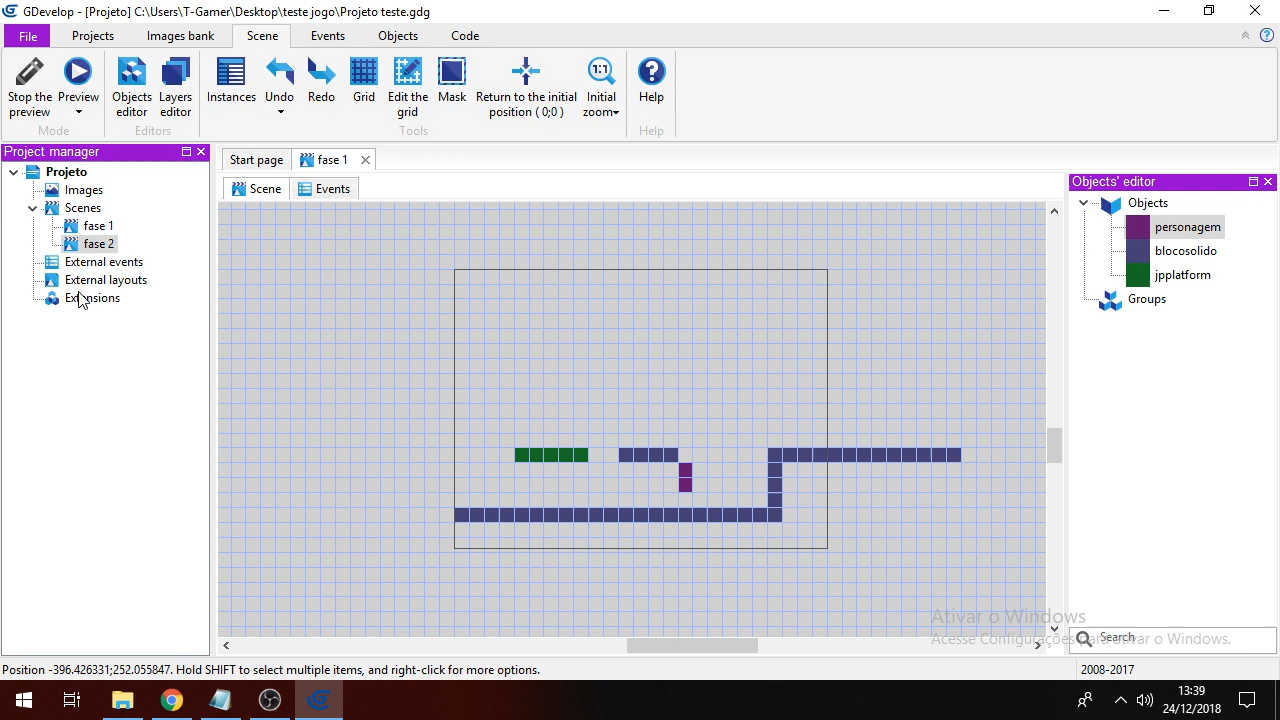 GDevelop - [Projeto] C:\Users\T-Gamer\Desktop\teste jogo\Projeto teste.gdg
File Projects Images bank Scene Events Objects Code
Stop the preview
Preview
Objects editor
Layers editor
Instances
Undo
Redo
Grid
Edit the grid
Mask
Return to the initial position ( 0;0 )
1:1
Initial zoom
Help
Mode Editors Tools Help
Project manager
Projeto
Images
Scenes
fase 1
fase 2
External events
External layouts
Start page fase 1
Scene Events
Objects' editor
Objects
personagem
blocosolido
jpplatform
Groups
Ativar o Windows
Acesse Configurações para ativar o Windows.
Search
Position -396.426331;252.055847. Hold SHIFT to select multiple items, and right-click for more options.
2008-2017
13:39
24/12/2018